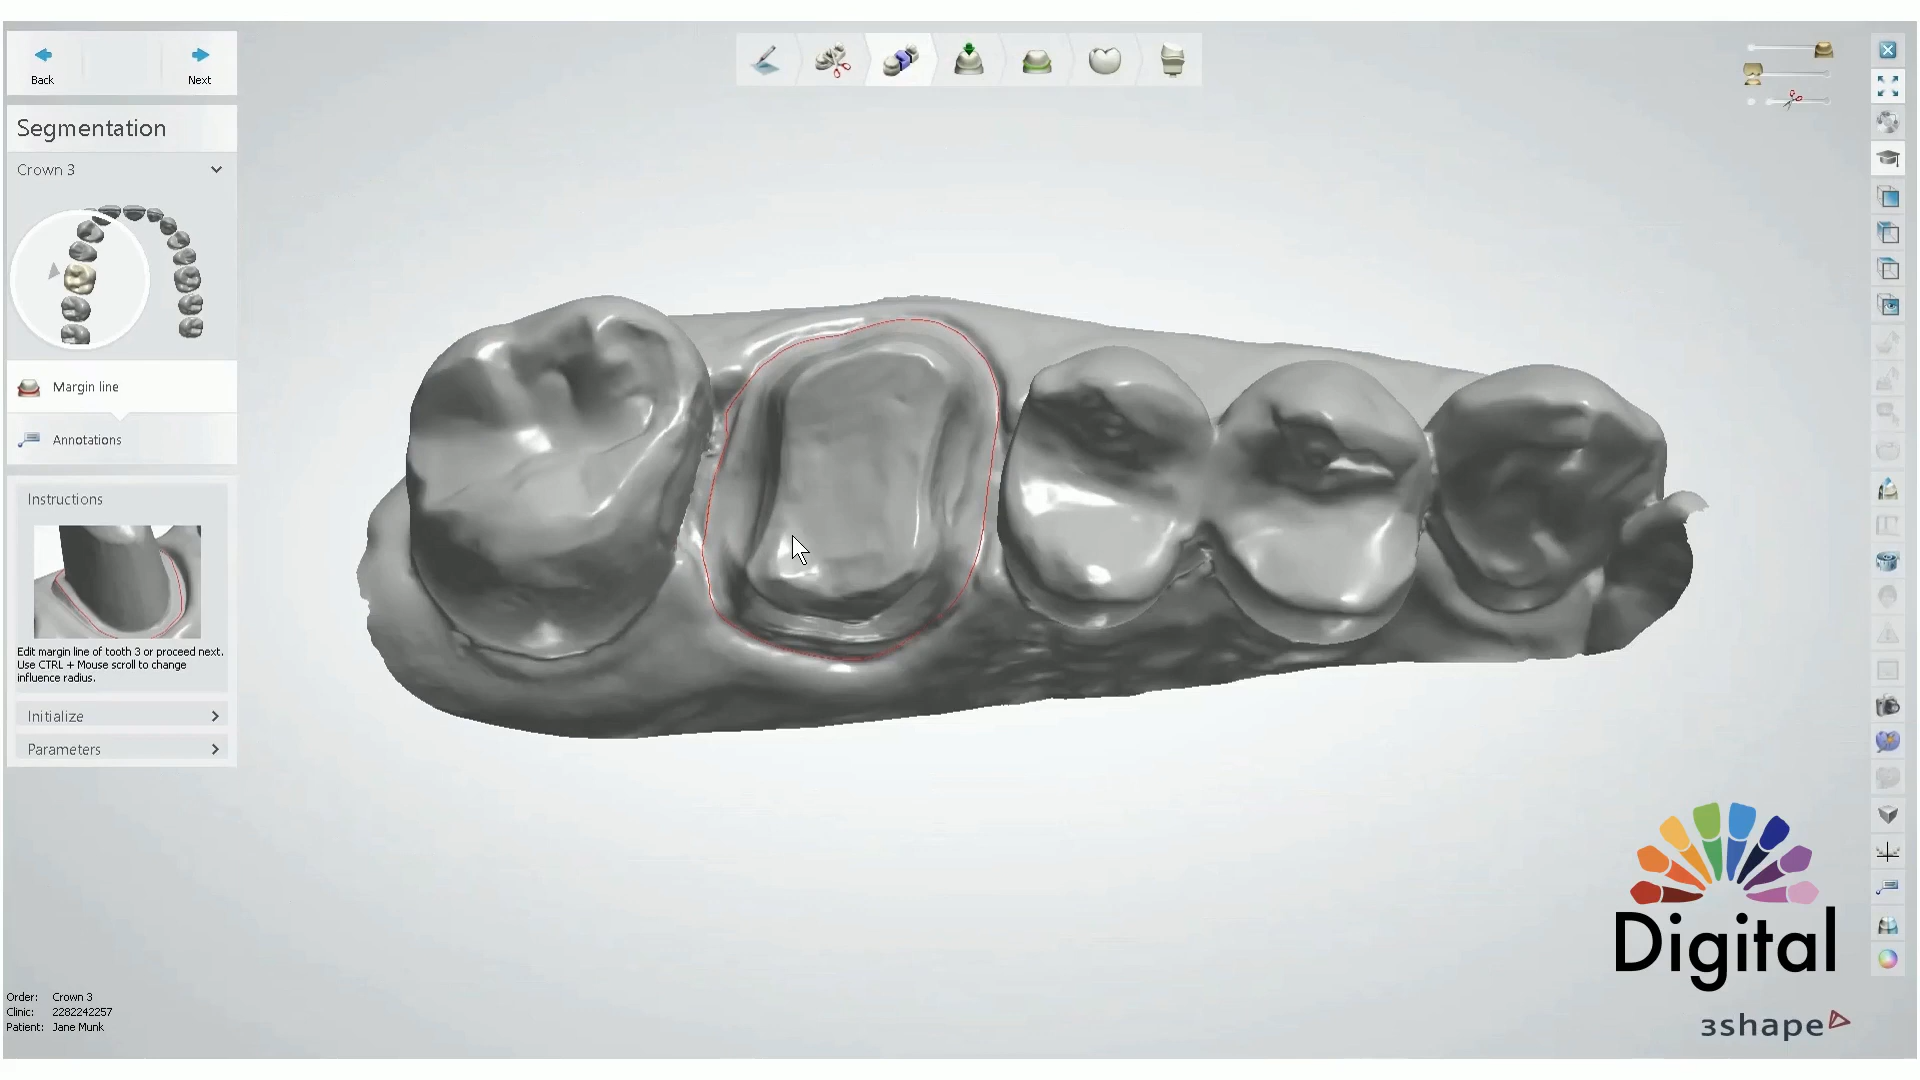 Back
Next
Segmentation
Crown 3
Margin line
Annotations
Instructions
Edit margin line of tooth 3 or proceed next.
Use CTRL + Mouse scroll to change
influence radius.
Initialize
Parameters
Order: Crown 3
Clinic: 2282242257
Patient: Jane Munk
Digital
3shape